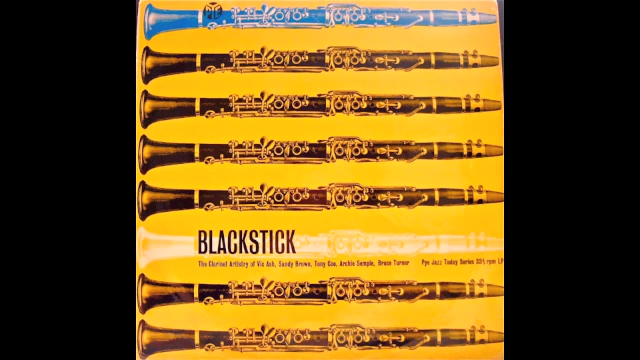 BLACKSTICK
The Clarinet Artistry of Vic Ash, Sandy Brown, Tony Coe, Archie Semple, Bruce Turner Pye Jazz Today Series 33⅓ rpm LP